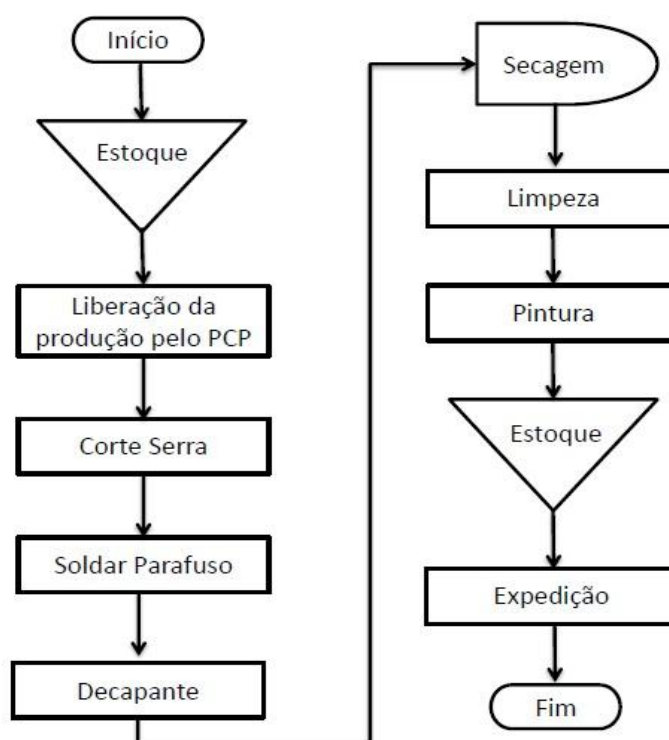 Início
Estoque
Liberação da
produção pelo PCP
Corte Serra
Soldar Parafuso
Decapante
Secagem
Limpeza
Pintura
Estoque
Expedição
Fim